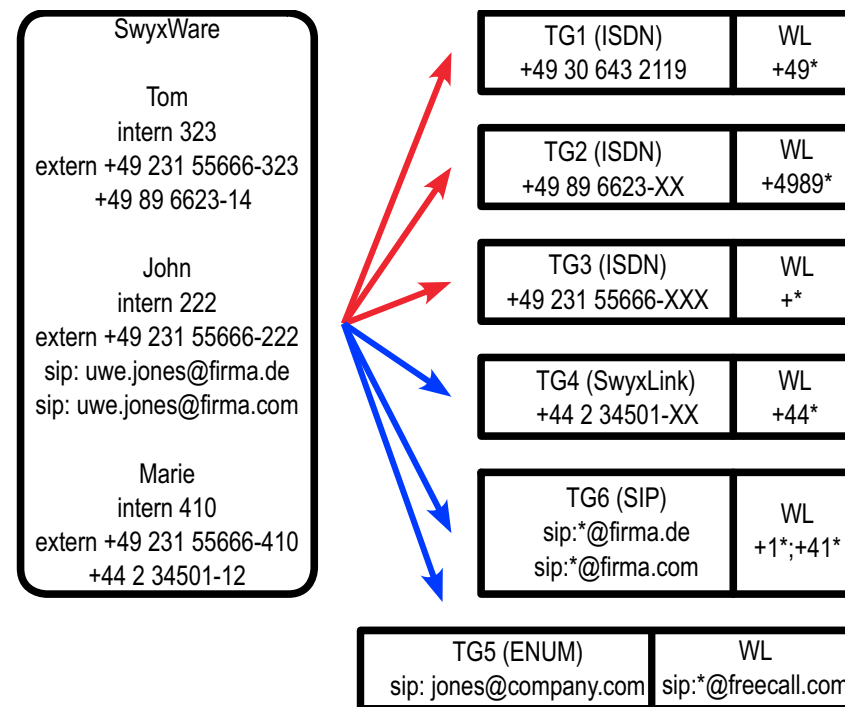 SwyxWare
Tom
intern 323
extern +49 231 55666-323
+49 89 6623-14
John
intern 222
extern +49 231 55666-222
sip: uwe.jones@firma.de
sip: uwe.jones@firma.com
Marie
intern 410
extern +49 231 55666-410
+44 2 34501-12
TG1 (ISDN)
+49 30 643 2119
WL
+49*
TG2 (ISDN)
+49 89 6623-XX
WL
+4989*
TG3 (ISDN)
+49 231 55666-XXX
WL
+*
TG4 (SwyxLink)
+44 2 34501-XX
WL
+44*
TG6 (SIP)
sip:*@firma.de
sip:*@firma.com
WL
+1*;+41*
TG5 (ENUM)
sip: jones@company.com
WL
sip:*@freecall.com